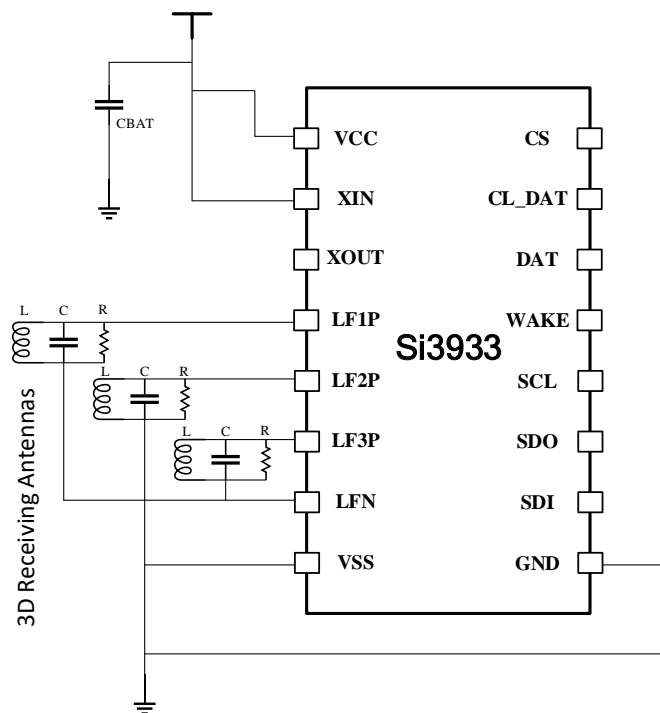 CBAT
VCC CS
XIN CL_DAT
XOUT DAT
L C R
LF1P WAKE
Si3933
L C R
LF2P SCL
L C R
LF3P SDO
LFN SDI
VSS GND
3D Receiving Antennas